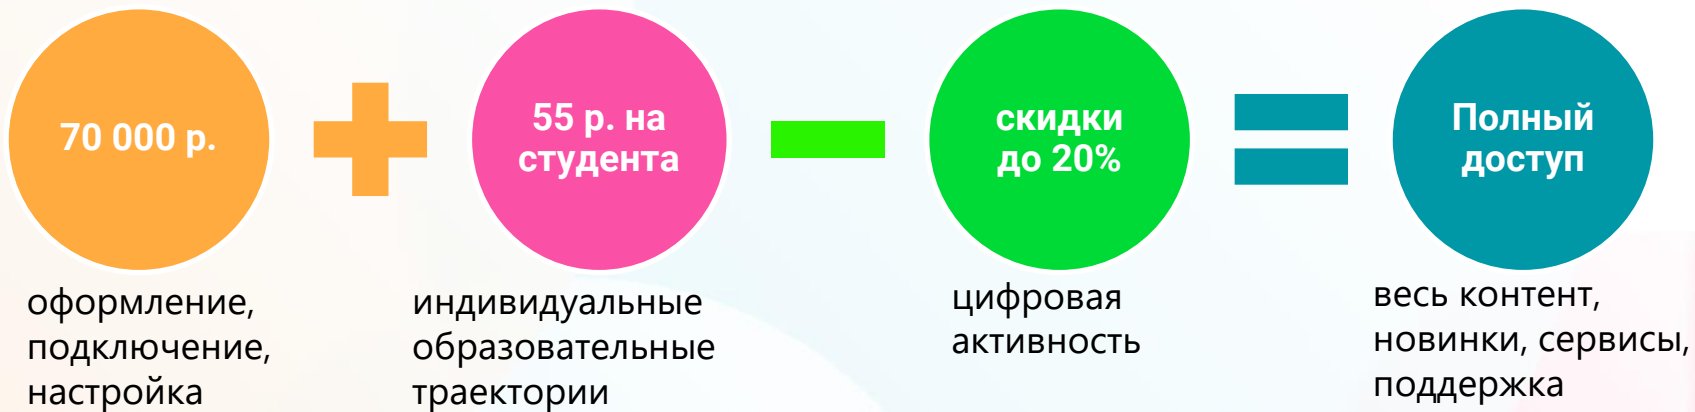 70 000 р.
55 р. на
студента
скидки
до 20%
Полный
доступ
оформление,
подключение,
настройка
индивидуальные
образовательные
траектории
цифровая
активность
весь контент,
новинки, сервисы,
поддержка